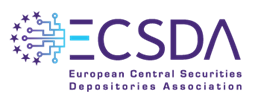 ECSDA
European Central Securities
Depositories Association